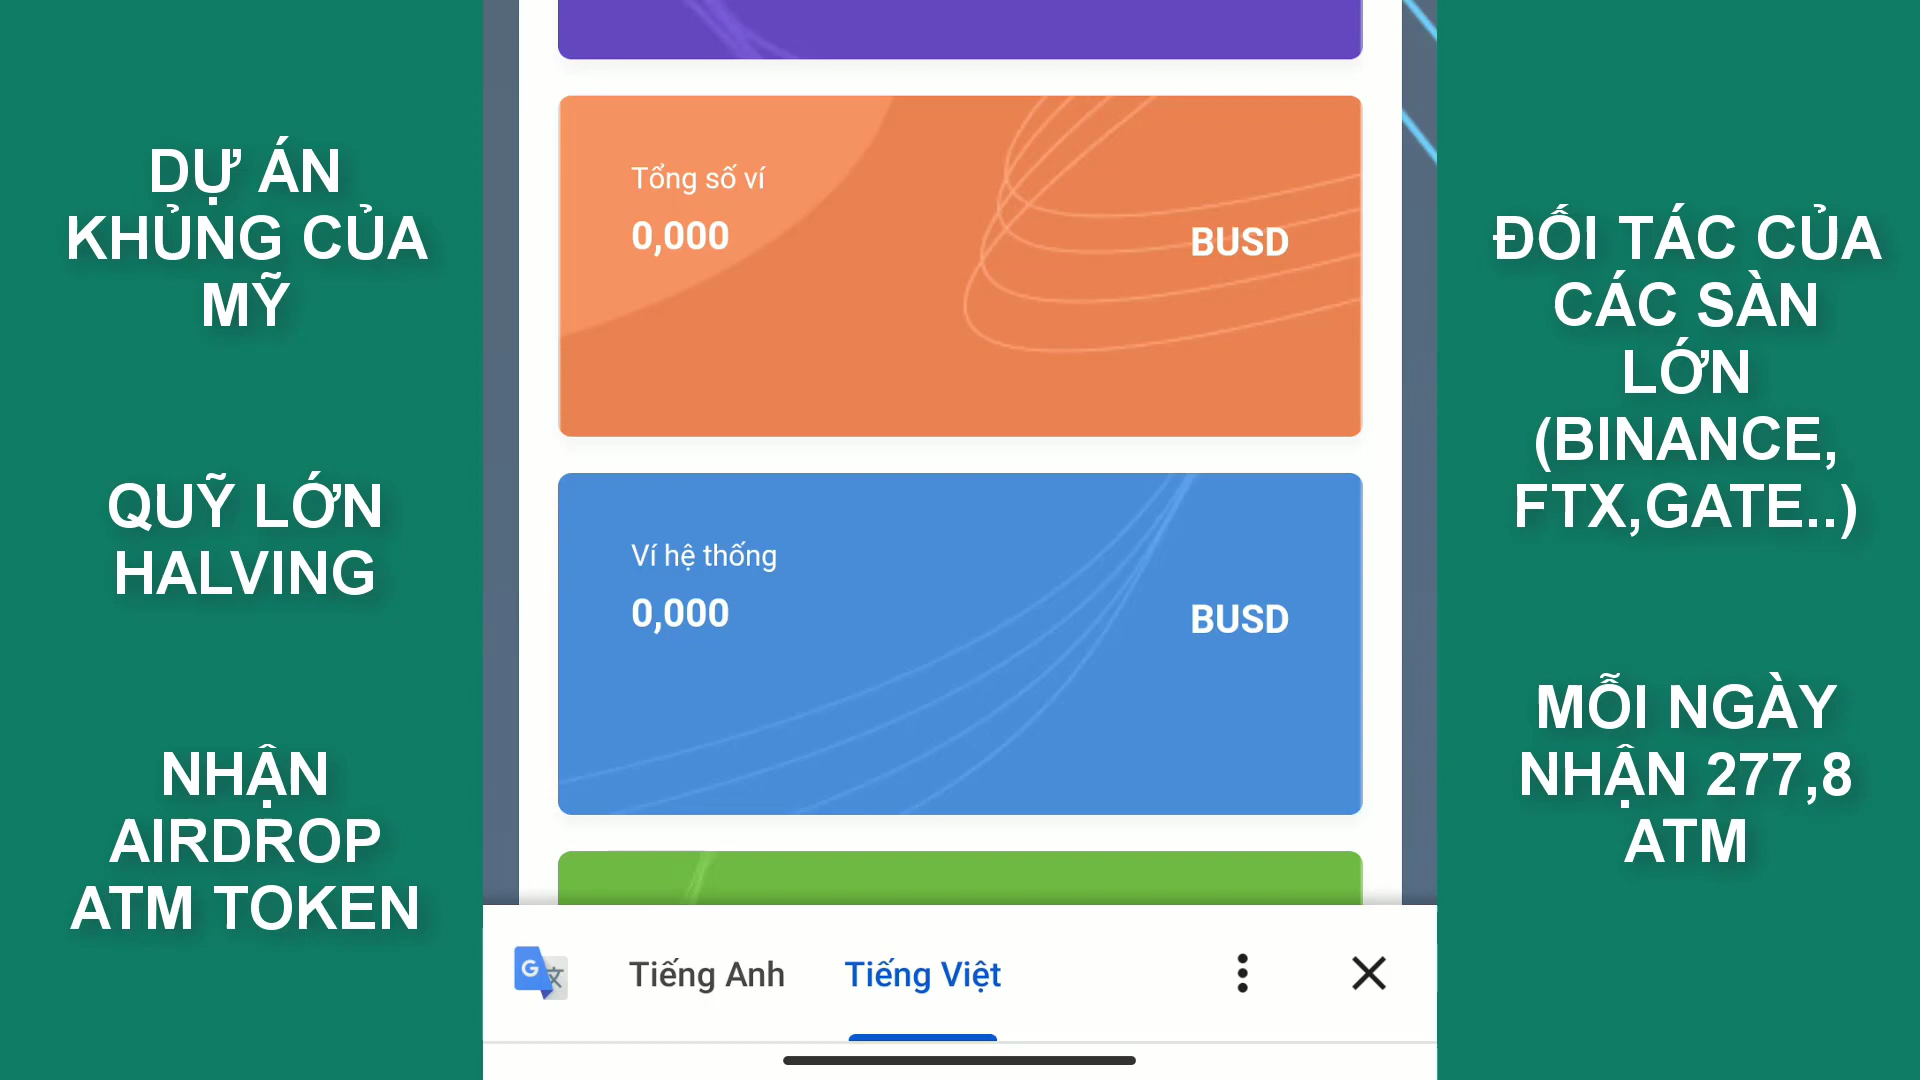 DỰ ÁN
KHỦNG CỦA
MỸ
QUỸ LỚN
HALVING
NHẬN
AIRDROP
ATM TOKEN
Tổng số ví
0,000
BUSD
Ví hệ thống
0,000
BUSD
Tiếng Anh
Tiếng Việt
ĐỐI TÁC CỦA
CÁC SÀN
LỚN
(BINANCE,
FTX,GATE..)
MỖI NGÀY
NHẬN 277,8
ATM